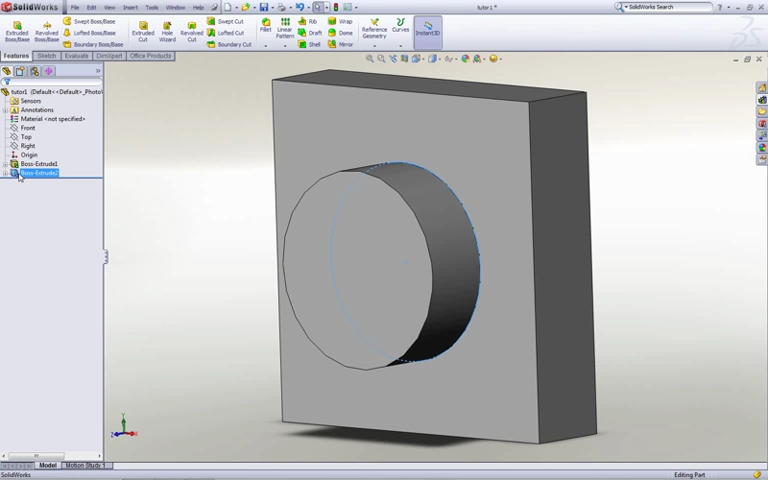 SolidWorks File Edit View Insert Tools Window Help tutor1 * SolidWorks Search
Extruded Boss/Base Revolved Boss/Base Swept Boss/Base Lofted Boss/Base Boundary Boss/Base Extruded Cut Hole Wizard Revolved Cut Swept Cut Lofted Cut Boundary Cut Fillet Linear Pattern Rib Draft Shell Wrap Dome Mirror Reference Geometry Curves Instant3D
Features Sketch Evaluate DimXpert Office Products
tutor1 (Default<<Default>_Photo
Sensors
Annotations
Material <not specified>
Front
Top
Right
Origin
Boss-Extrude1
Boss-Extrude2
Y
Z
X
Model Motion Study 1
SolidWorks Editing Part